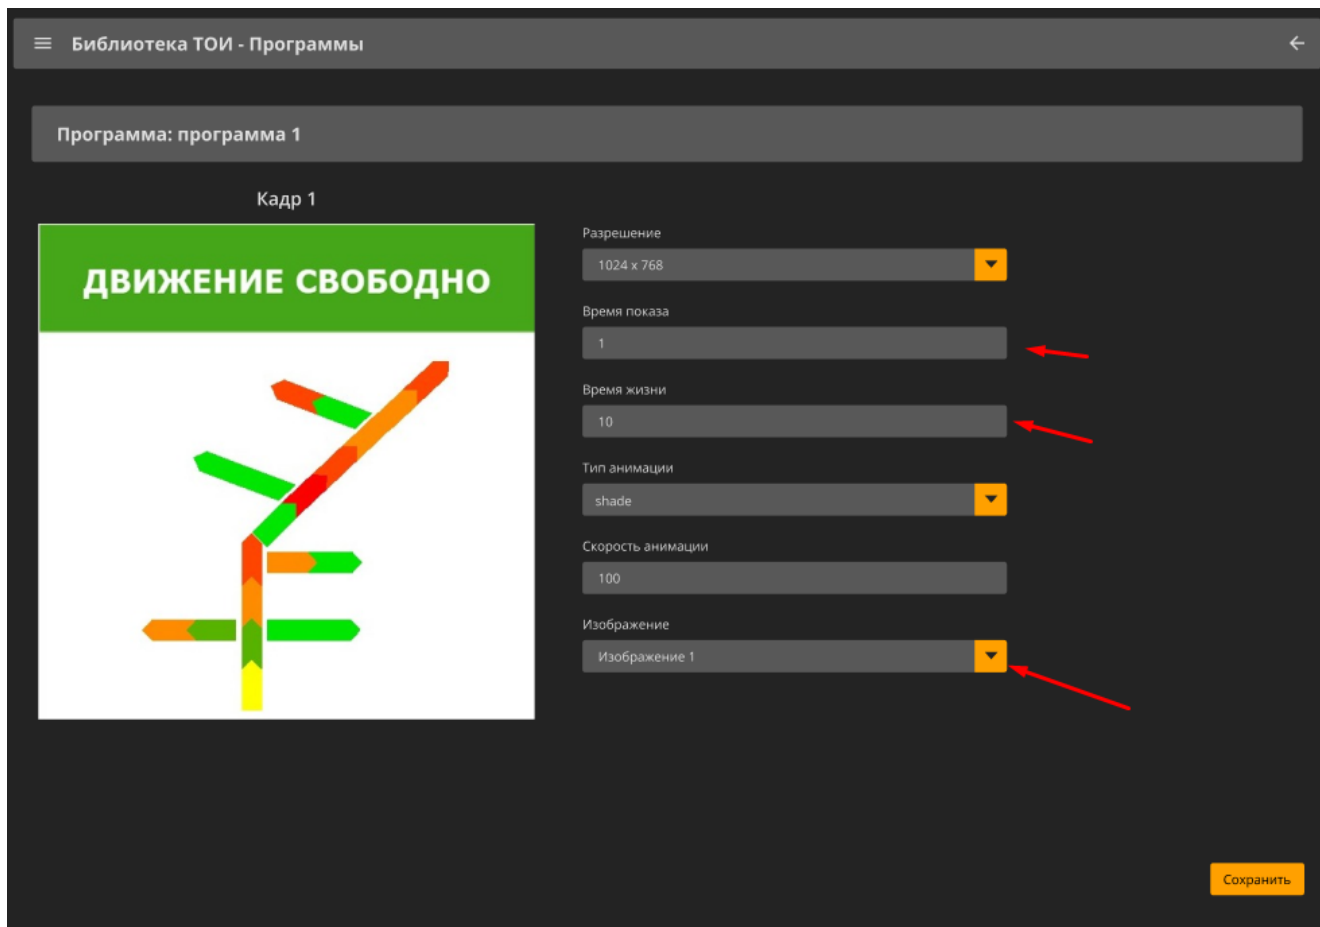 Библиотека ТОИ - Программы
Программа: программа 1
Кадр 1
ДВИЖЕНИЕ СВОБОДНО
Разрешение
1024 x 768
Время показа
1
Время жизни
10
Тип анимации
shade
Скорость анимации
100
Изображение
Изображение 1
Сохранить